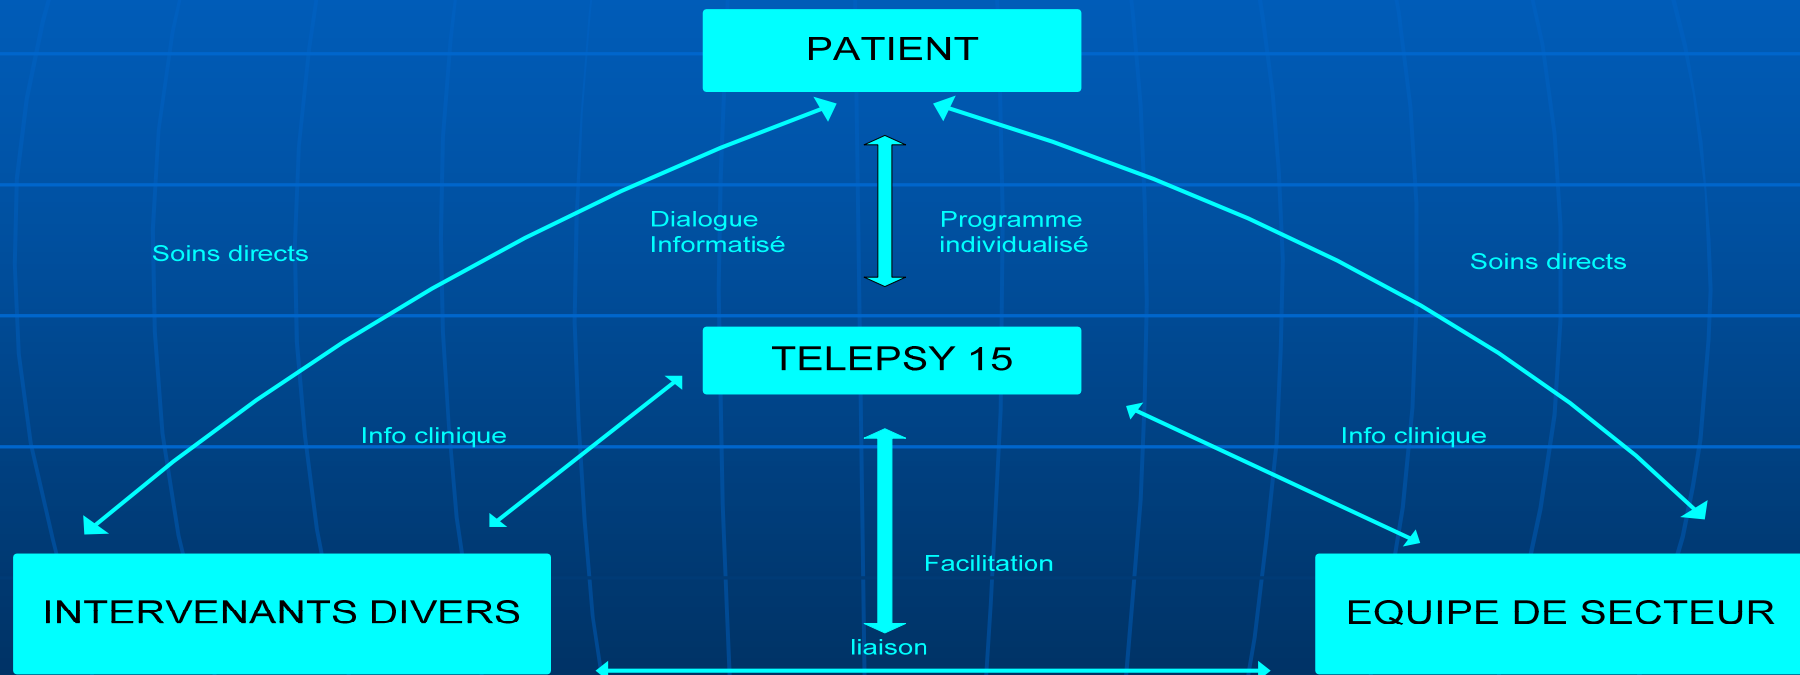 PATIENT
Dialogue
Informatisé
Programme
individualisé
Soins directs
Soins directs
TELEPSY 15
Info clinique
Info clinique
Facilitation
INTERVENANTS DIVERS
EQUIPE DE SECTEUR
liaison